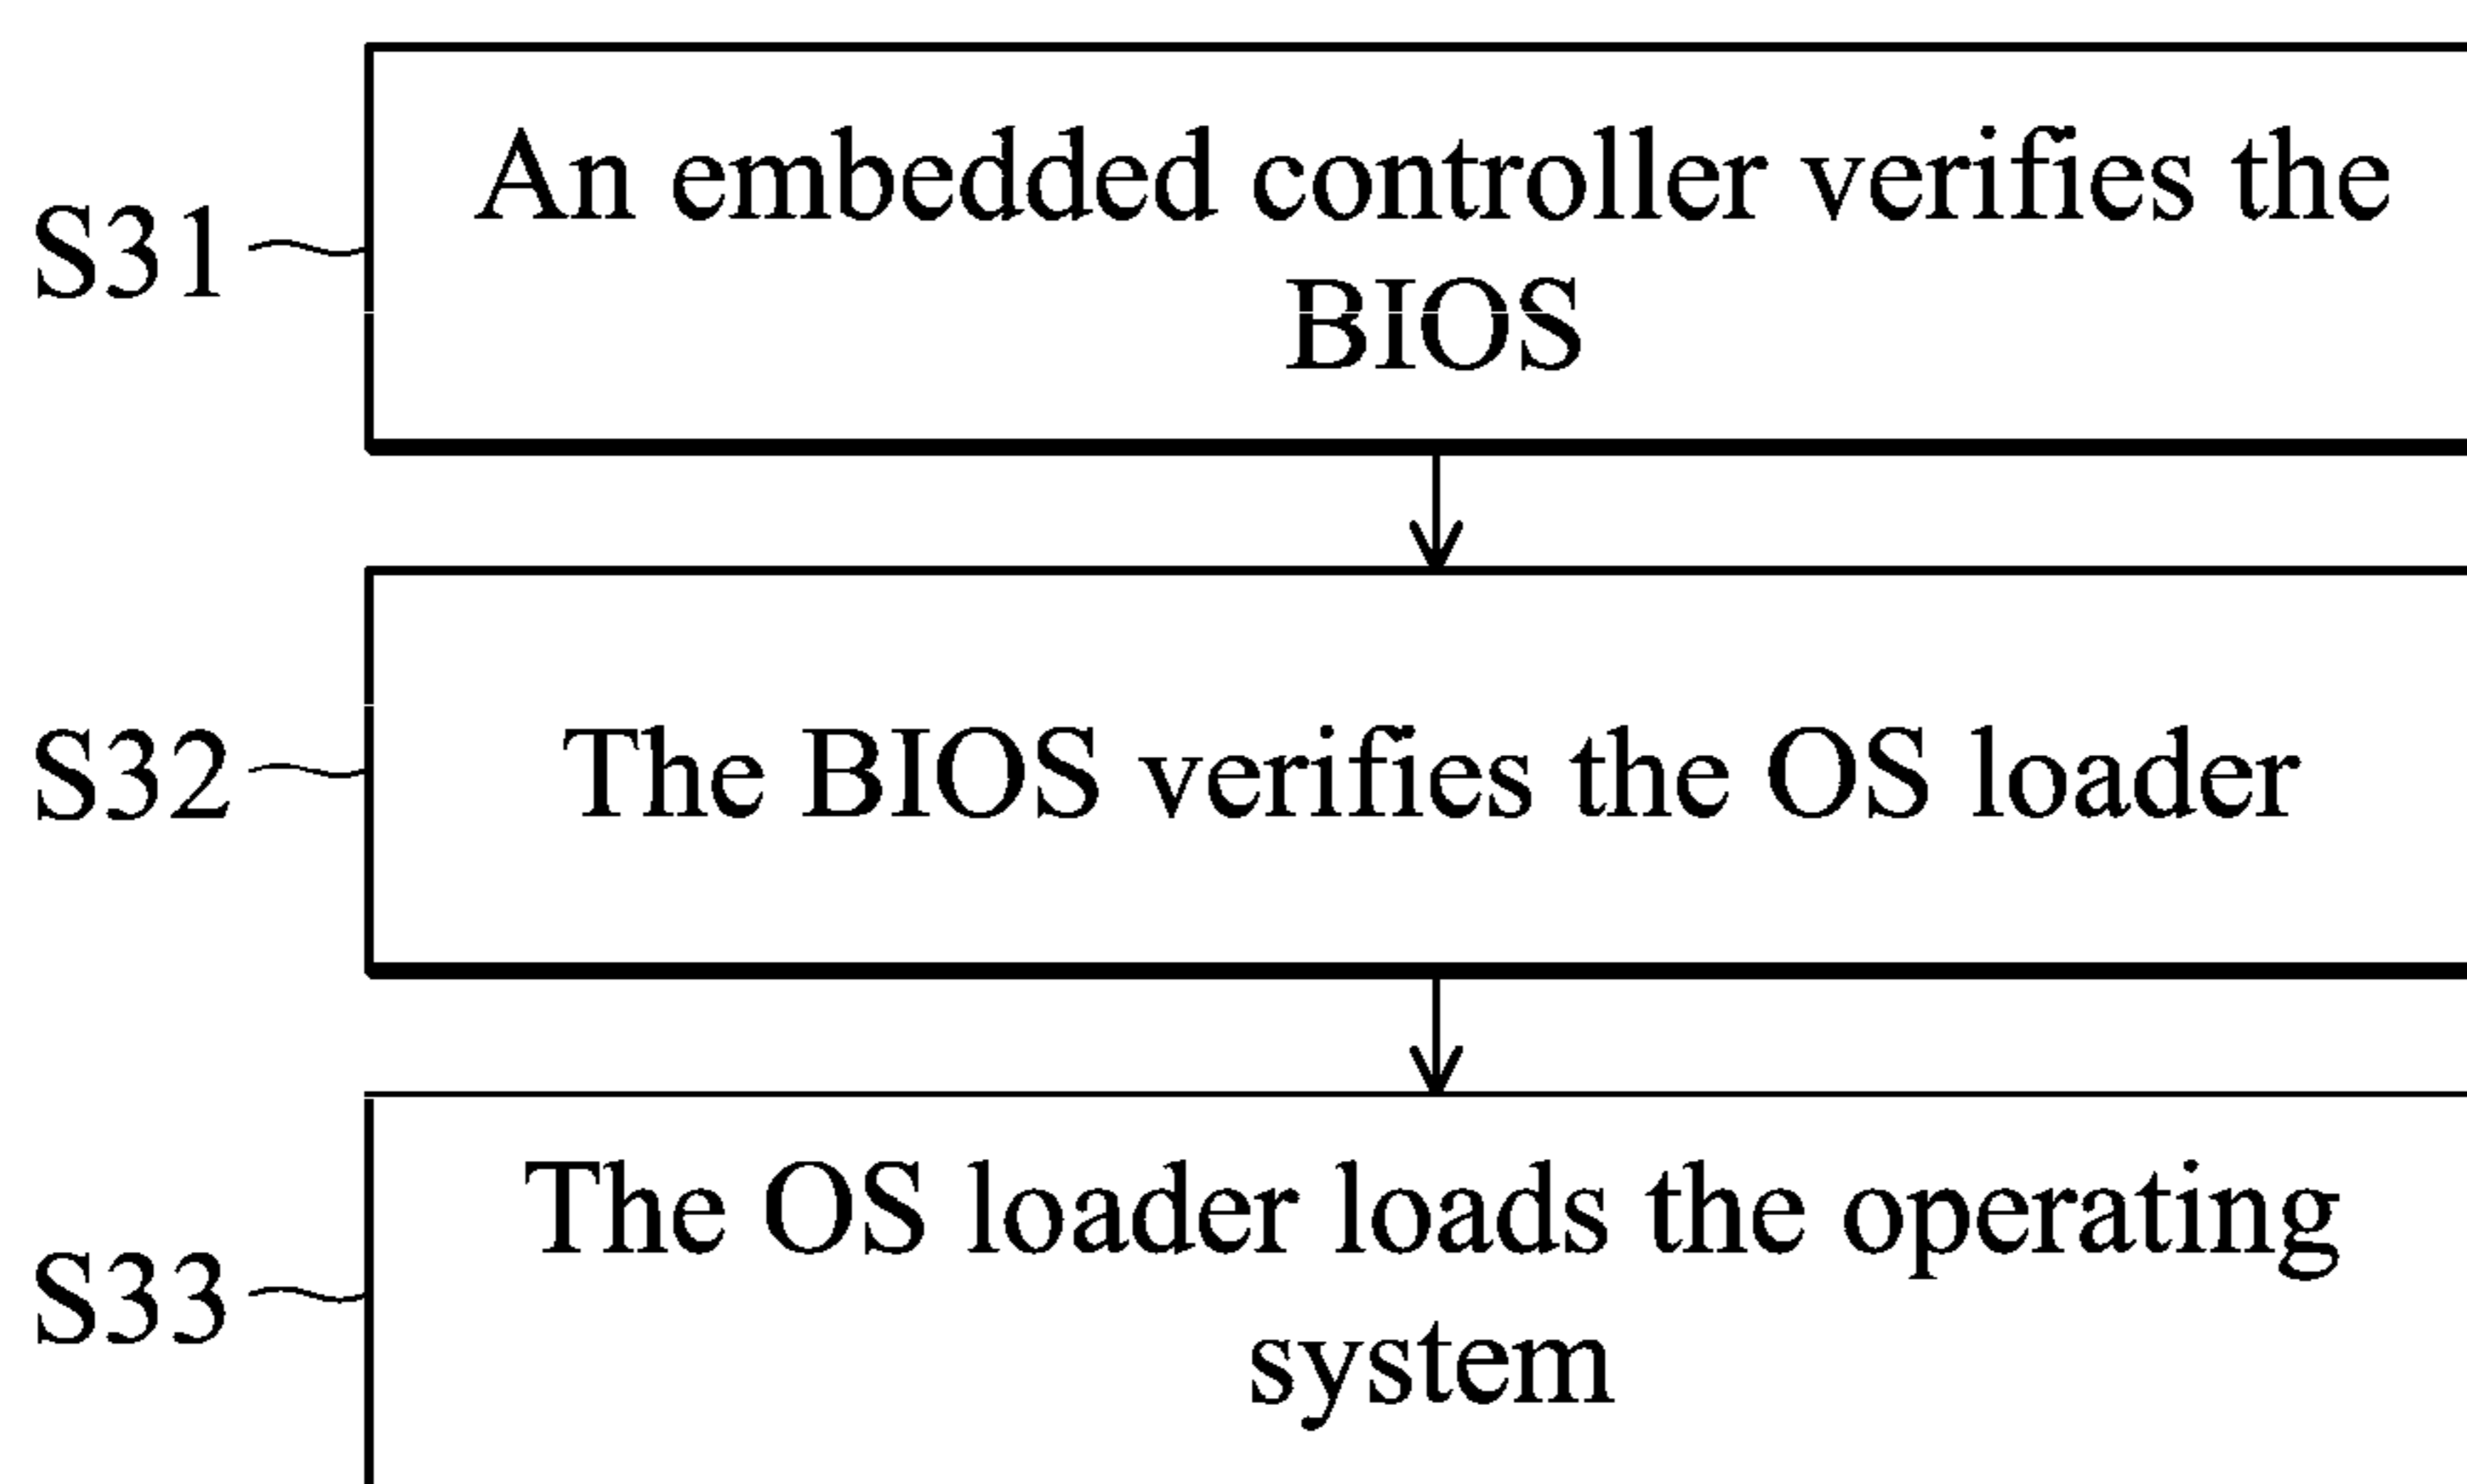 S31
An embedded controller verifies the
BIOS
S32
The BIOS verifies the OS loader
S33
The OS loader loads the operating
system